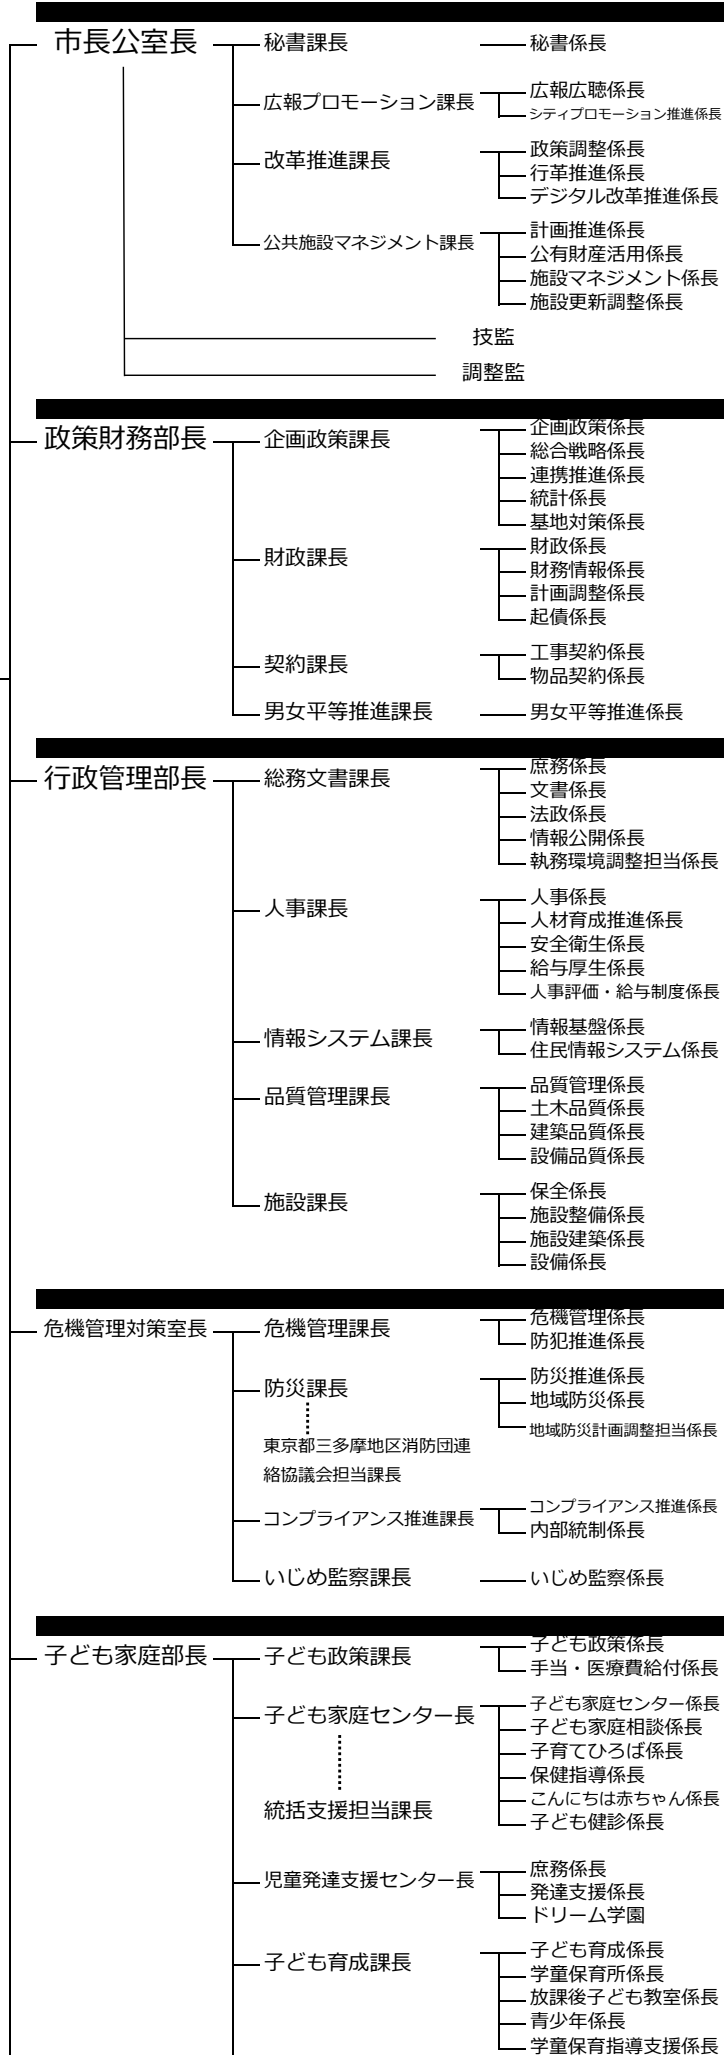 市長公室長
秘書課長
秘書係長
広報プロモーション課長
広報広聴係長
シティプロモーション推進係長
改革推進課長
政策調整係長
行革推進係長
デジタル改革推進係長
公共施設マネジメント課長
計画推進係長
公有財産活用係長
施設マネジメント係長
施設更新調整係長
技監
調整監
政策財務部長
企画政策課長
企画政策係長
総合戦略係長
連携推進係長
統計係長
基地対策係長
財政課長
財政係長
財務情報係長
計画調整係長
起債係長
契約課長
工事契約係長
物品契約係長
男女平等推進課長
男女平等推進係長
行政管理部長
総務文書課長
庶務係長
文書係長
法政係長
情報公開係長
執務環境調整担当係長
人事課長
人事係長
人材育成推進係長
安全衛生係長
給与厚生係長
人事評価・給与制度係長
情報システム課長
情報基盤係長
住民情報システム係長
品質管理課長
品質管理係長
土木品質係長
建築品質係長
設備品質係長
施設課長
保全係長
施設整備係長
施設建築係長
設備係長
危機管理対策室長
危機管理課長
危機管理係長
防犯推進係長
防災課長
防災推進係長
地域防災係長
地域防災計画調整担当係長
東京都三多摩地区消防団連
絡協議会担当課長
コンプライアンス推進課長
コンプライアンス推進係長
内部統制係長
いじめ監察課長
いじめ監察係長
子ども家庭部長
子ども政策課長
子ども政策係長
手当・医療費給付係長
子ども家庭センター長
子ども家庭センター係長
子ども家庭相談係長
子育てひろば係長
保健指導係長
こんにちは赤ちゃん係長
子ども健診係長
統括支援担当課長
児童発達支援センター長
庶務係長
発達支援係長
ドリーム学園
子ども育成課長
子ども育成係長
学童保育所係長
放課後子ども教室係長
青少年係長
学童保育指導支援係長